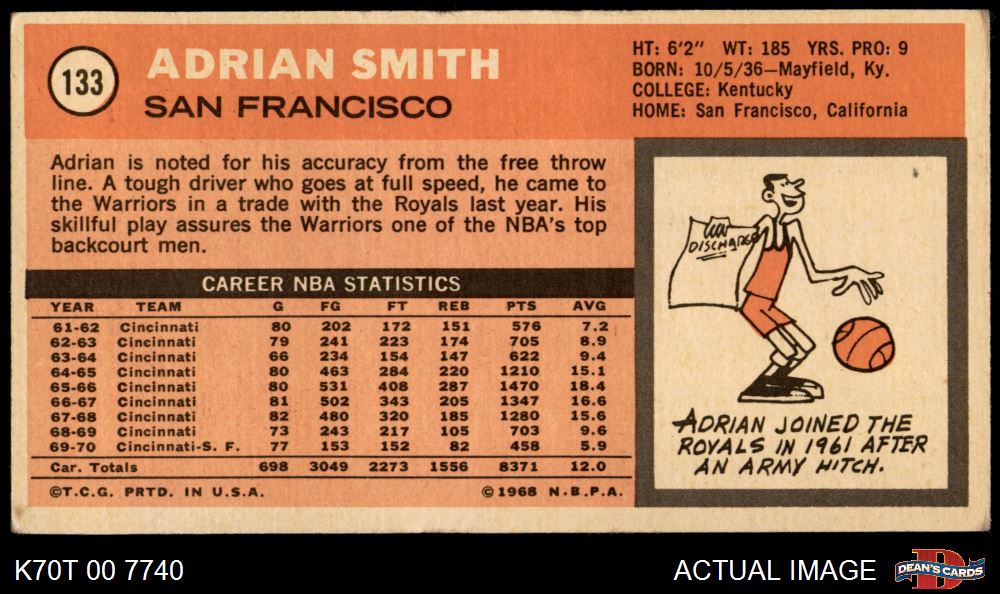 133
ADRIAN SMITH
SAN FRANCISCO
HT: 6'2" WT: 185 YRS. PRO: 9
BORN: 10/5/36—Mayfield, Ky.
COLLEGE: Kentucky
HOME: San Francisco, California
Adrian is noted for his accuracy from the free throw
line. A tough driver who goes at full speed, he came to
the Warriors in a trade with the Royals last year. His
skillful play assures the Warriors one of the NBA's top
backcourt men.
CAREER NBA STATISTICS
YEAR TEAM G FG FT REB PTS AVG
61-62 Cincinnati 80 202 172 151 576 7.2
62-63 Cincinnati 79 241 223 174 705 8.9
63-64 Cincinnati 66 234 154 147 622 9.4
64-65 Cincinnati 80 463 284 220 1210 15.1
65-66 Cincinnati 80 531 408 287 1470 18.4
66-67 Cincinnati 81 502 343 205 1347 16.6
67-68 Cincinnati 82 480 320 185 1280 15.6
68-69 Cincinnati 73 243 217 105 703 9.6
69-70 Cincinnati-S. F. 77 153 152 82 458 5.9
Car. Totals 698 3049 2273 1556 8371 12.0
©T.C.G. PRTD. IN U.S.A. ©1968 N.B.P.A.
DISCHARGE
ADRIAN JOINED THE
ROYALS IN 1961 AFTER
AN ARMY HITCH.
K70T 00 7740
ACTUAL IMAGE
D
DEAN'S CARDS